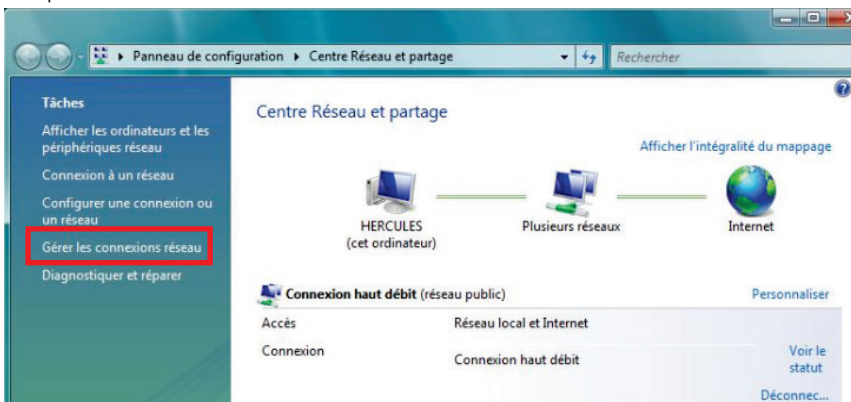 Panneau de configuration
Centre Réseau et partage
Rechercher
Tâches
Afficher les ordinateurs et les
périphériques réseau
Connexion à un réseau
Configurer une connexion ou
un réseau
Gérer les connexions réseau
Diagnostiquer et réparer
Centre Réseau et partage
Afficher l'intégralité du mappage
HERCULES
(cet ordinateur)
Plusieurs réseaux
Internet
Connexion haut débit (réseau public)
Personnaliser
Accès
Réseau local et Internet
Connexion
Connexion haut débit
Voir le
statut
Déconnec...